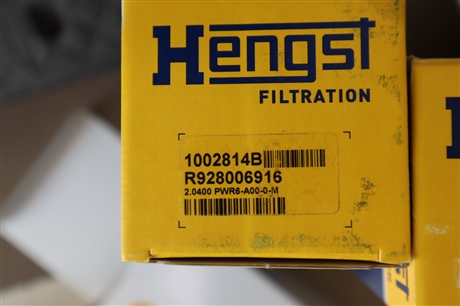 Hengst
FILTRATION
1002814B
R928006916
2.0400 PWR6-A00-0-M